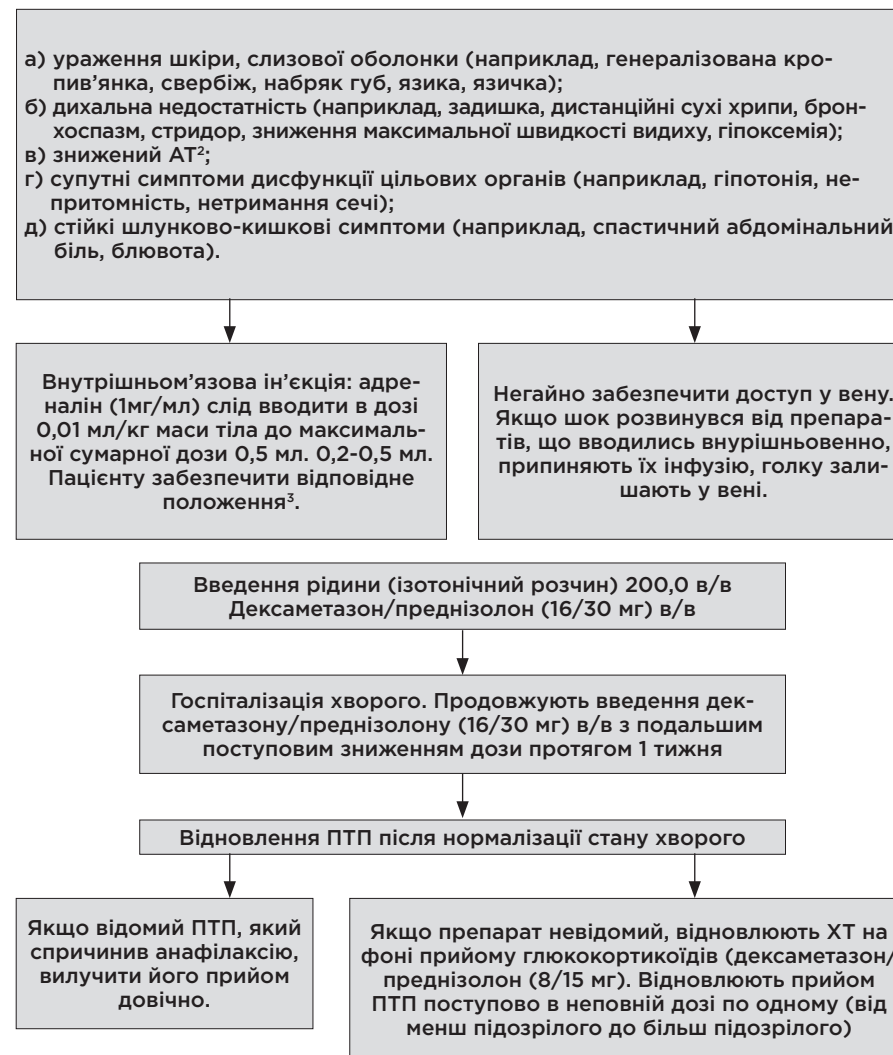 а) ураження шкіри, слизової оболонки (наприклад, генералізована кро-
пив'янка, свербіж, набряк губ, язика, язичка);
б) дихальна недостатність (наприклад, задишка, дистанційні сухі хрипи, брон-
хоспазм, стридор, зниження максимальної швидкості видиху, гіпоксемія);
в) знижений АТ²;
г) супутні симптоми дисфункції цільових органів (наприклад, гіпотонія, не-
притомність, нетримання сечі);
д) стійкі шлунково-кишкові симптоми (наприклад, спастичний абдомінальний
біль, блювота).
Внутрішньом'язова ін'єкція: адре-
налін (1мг/мл) слід вводити в дозі
0,01 мл/кг маси тіла до максималь-
ної сумарної дози 0,5 мл. 0,2-0,5 мл.
Пацієнту забезпечити відповідне
положення³.
Негайно забезпечити доступ у вену.
Якщо шок розвинувся від препара-
тів, що вводились внурішньовенно,
припиняють їх інфузію, голку зали-
шають у вені.
Введення рідини (ізотонічний розчин) 200,0 в/в
Дексаметазон/преднізолон (16/30 мг) в/в
Госпіталізація хворого. Продовжують введення дек-
саметазону/преднізолону (16/30 мг) в/в з подальшим
поступовим зниженням дози протягом 1 тижня
Відновлення ПТП після нормалізації стану хворого
Якщо відомий ПТП, який
спричинив анафілаксію,
вилучити його прийом
довічно.
Якщо препарат невідомий, відновлюють ХТ на
фоні прийому глюкокортикоїдів (дексаметазон/
преднізолон (8/15 мг). Відновлюють прийом
ПТП поступово в неповній дозі по одному (від
менш підозрілого до більш підозрілого)